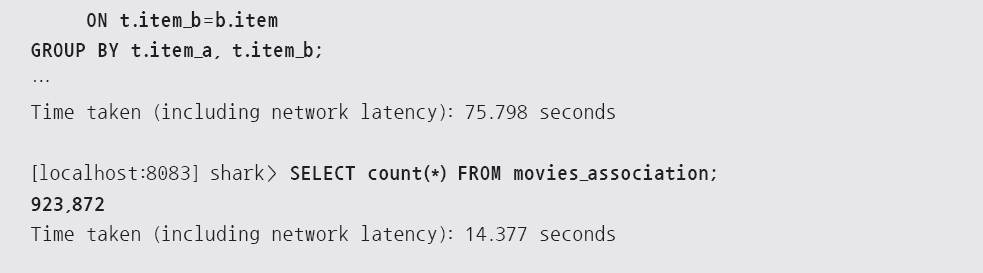 ON t.item_b=b.item
GROUP BY t.item_a, t.item_b;
…
Time taken (including network latency): 75.798 seconds
[localhost:8083] shark> SELECT count(*) FROM movies_association;
923,872
Time taken (including network latency): 14.377 seconds